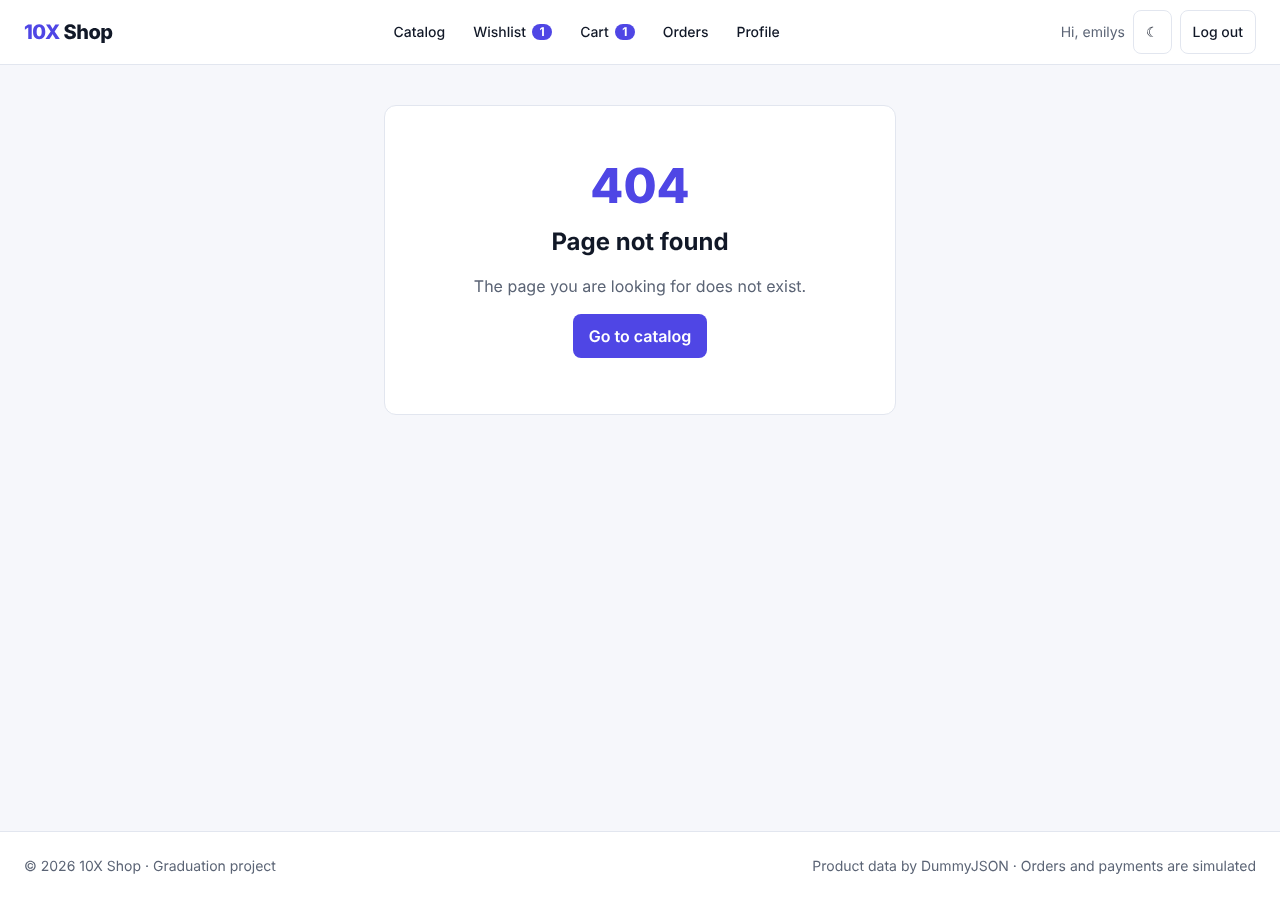 10X Shop
Catalog
Wishlist 1
Cart 1
Orders
Profile
Hi, emilys
Log out
404
Page not found
The page you are looking for does not exist.
Go to catalog
© 2026 10X Shop · Graduation project
Product data by DummyJSON · Orders and payments are simulated